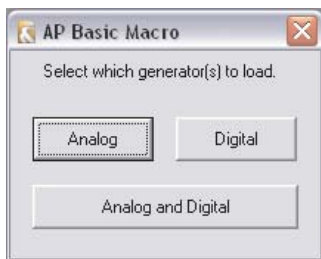 AP Basic Macro
Select which generator(s) to load.
Analog
Digital
Analog and Digital